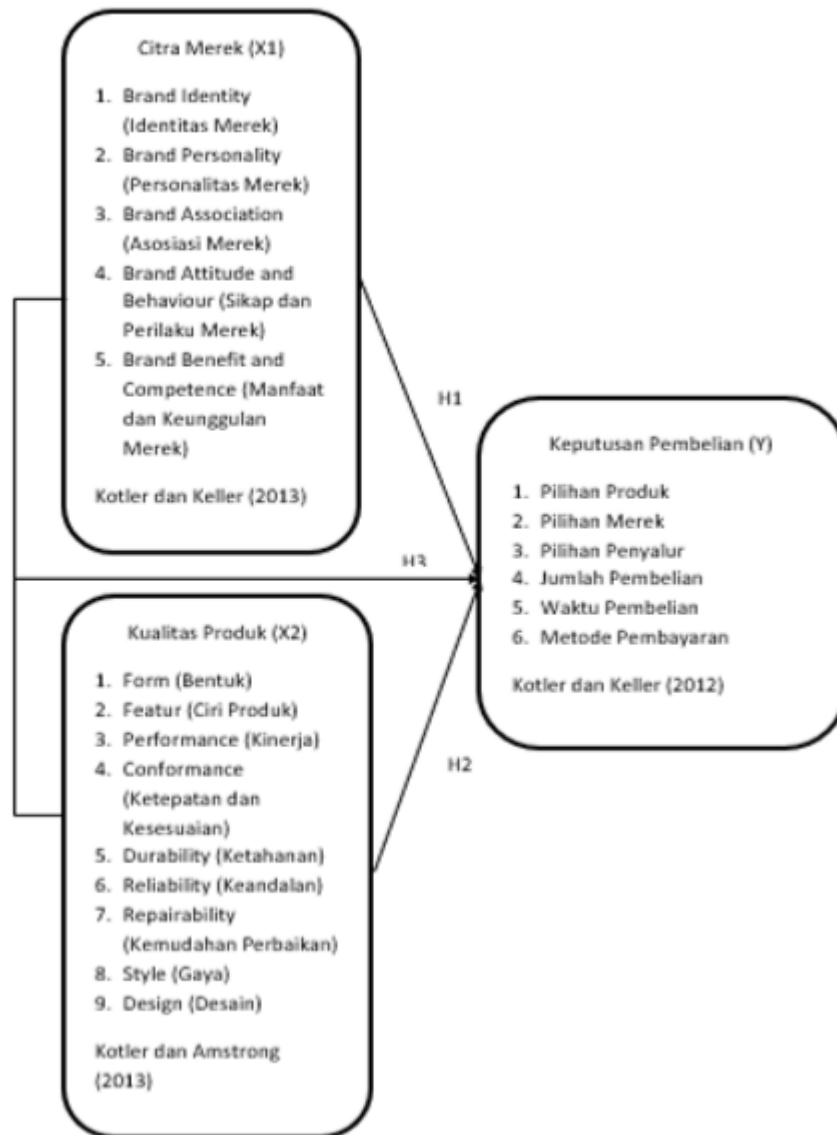 Citra Merek (X1)
1. Brand Identity
(Identitas Merek)
2. Brand Personality
(Personalitas Merek)
3. Brand Association
(Asosiasi Merek)
4. Brand Attitude and
Behaviour (Sikap dan
Perilaku Merek)
5. Brand Benefit and
Competence (Manfaat
dan Keunggulan
Merek)
Kotler dan Keller (2013)
H1
H3
Keputusan Pembelian (Y)
1. Pilihan Produk
2. Pilihan Merek
3. Pilihan Penyalur
4. Jumlah Pembelian
5. Waktu Pembelian
6. Metode Pembayaran
Kotler dan Keller (2012)
H2
Kualitas Produk (X2)
1. Form (Bentuk)
2. Featur (Ciri Produk)
3. Performance (Kinerja)
4. Conformance
(Ketepatan dan
Kesesuaian)
5. Durability (Ketahanan)
6. Reliability (Keandalan)
7. Repairability
(Kemudahan Perbaikan)
8. Style (Gaya)
9. Design (Desain)
Kotler dan Amstrong
(2013)